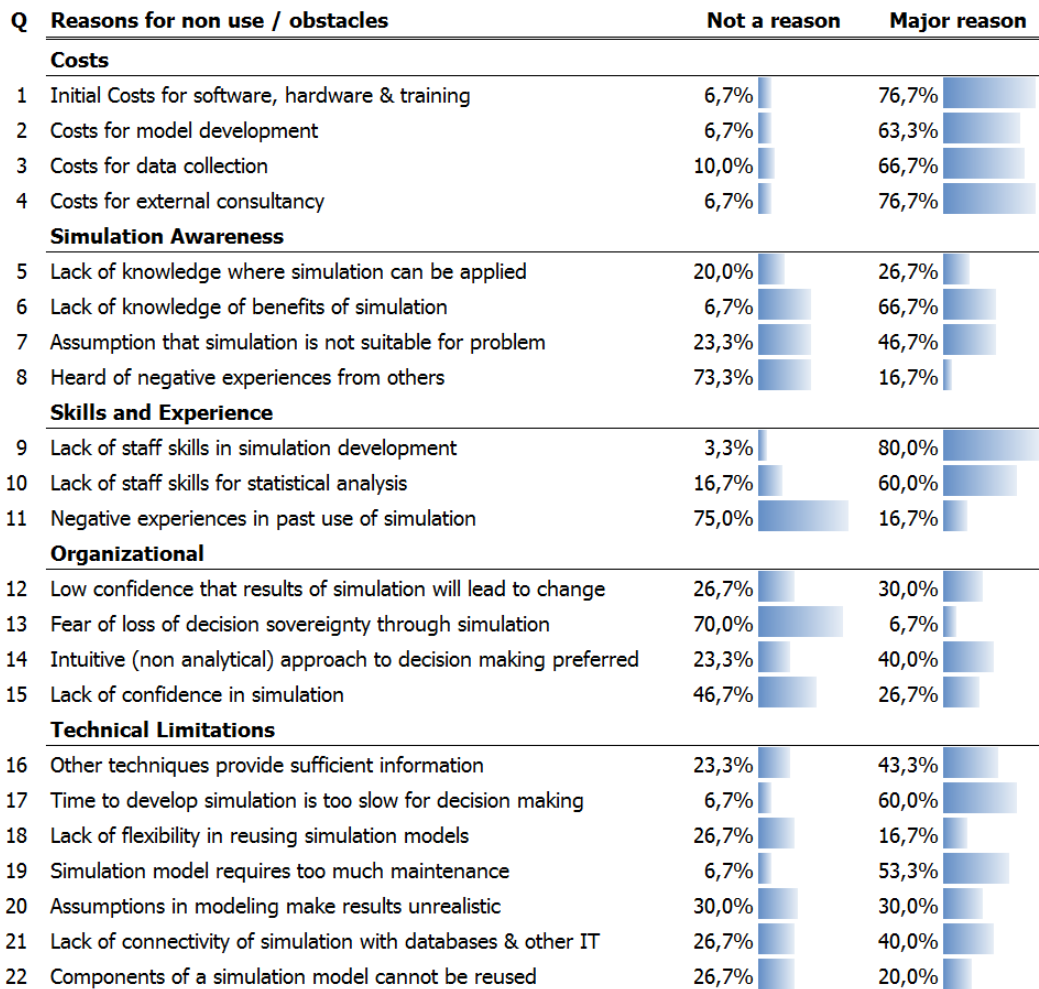 Q Reasons for non use / obstacles Not a reason Major reason
Costs
1 Initial Costs for software, hardware & training 6,7% 76,7%
2 Costs for model development 6,7% 63,3%
3 Costs for data collection 10,0% 66,7%
4 Costs for external consultancy 6,7% 76,7%
Simulation Awareness
5 Lack of knowledge where simulation can be applied 20,0% 26,7%
6 Lack of knowledge of benefits of simulation 6,7% 66,7%
7 Assumption that simulation is not suitable for problem 23,3% 46,7%
8 Heard of negative experiences from others 73,3% 16,7%
Skills and Experience
9 Lack of staff skills in simulation development 3,3% 80,0%
10 Lack of staff skills for statistical analysis 16,7% 60,0%
11 Negative experiences in past use of simulation 75,0% 16,7%
Organizational
12 Low confidence that results of simulation will lead to change 26,7% 30,0%
13 Fear of loss of decision sovereignty through simulation 70,0% 6,7%
14 Intuitive (non analytical) approach to decision making preferred 23,3% 40,0%
15 Lack of confidence in simulation 46,7% 26,7%
Technical Limitations
16 Other techniques provide sufficient information 23,3% 43,3%
17 Time to develop simulation is too slow for decision making 6,7% 60,0%
18 Lack of flexibility in reusing simulation models 26,7% 16,7%
19 Simulation model requires too much maintenance 6,7% 53,3%
20 Assumptions in modeling make results unrealistic 30,0% 30,0%
21 Lack of connectivity of simulation with databases & other IT 26,7% 40,0%
22 Components of a simulation model cannot be reused 26,7% 20,0%